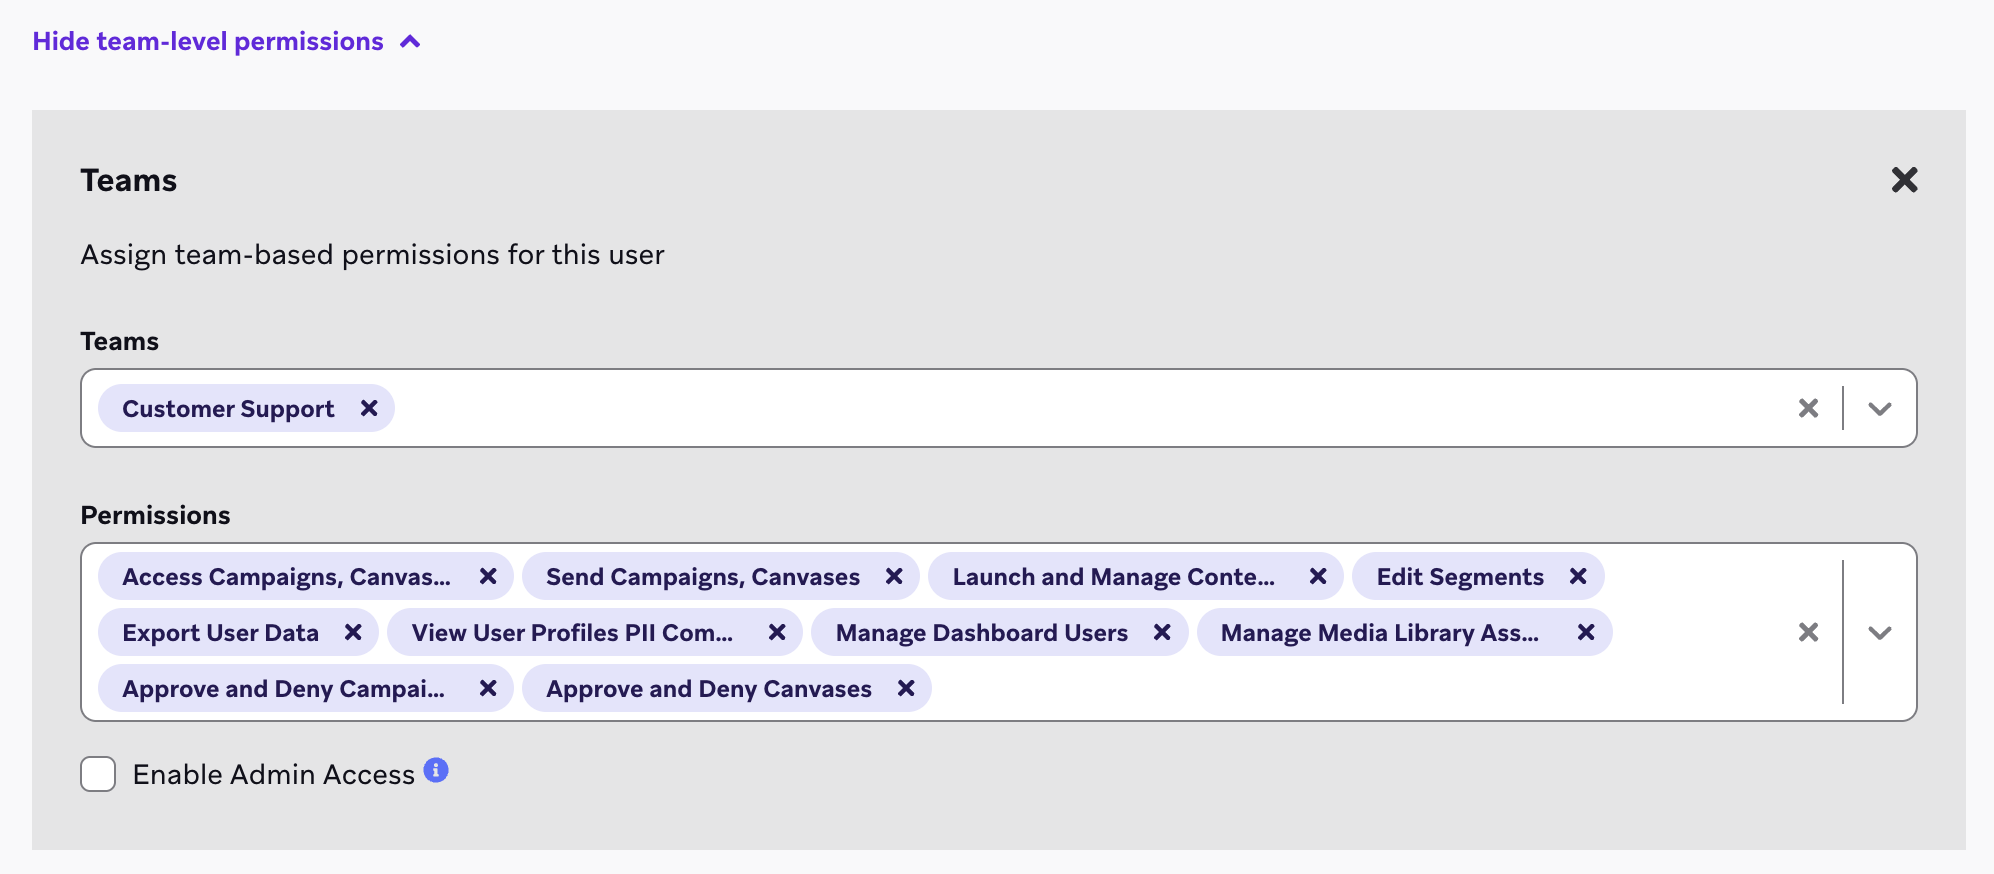 Hide team-level permissions
Teams
Assign team-based permissions for this user
Teams
Customer Support
Permissions
Access Campaigns, Canvas... Send Campaigns, Canvases Launch and Manage Conte... Edit Segments
Export User Data View User Profiles PII Com... Manage Dashboard Users Manage Media Library Ass...
Approve and Deny Campai... Approve and Deny Canvases
Enable Admin Access